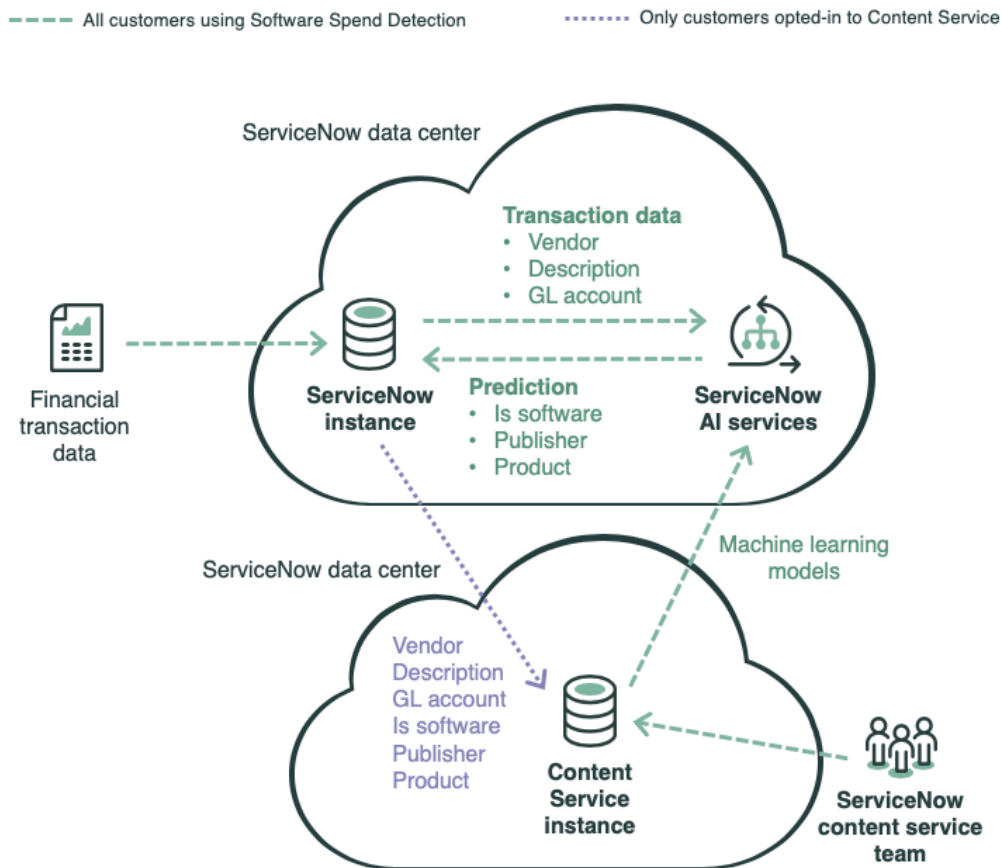 All customers using Software Spend Detection
Only customers opted-in to Content Service
ServiceNow data center
Transaction data
• Vendor
• Description
• GL account
Financial
transaction
data
ServiceNow
instance
Prediction
• Is software
• Publisher
• Product
ServiceNow
AI services
ServiceNow data center
Machine learning
models
Vendor
Description
GL account
Is software
Publisher
Product
Content
Service
instance
ServiceNow
content service
team